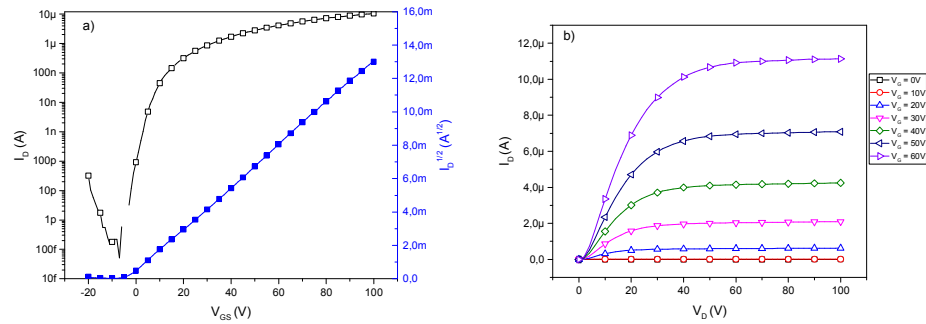 a)
10µ
1µ
100n
10n
1n
100p
10p
1p
100f
10f
I_D (A)
-20 0 20 40 60 80 100
V_GS (V)
16,0m
14,0m
12,0m
10,0m
8,0m
6,0m
4,0m
2,0m
0,0
I_D^1/2 (A^1/2)
b)
12,0µ
10,0µ
8,0µ
6,0µ
4,0µ
2,0µ
0,0
I_D (A)
0 20 40 60 80 100
V_D (V)
V_G = 0V
V_G = 10V
V_G = 20V
V_G = 30V
V_G = 40V
V_G = 50V
V_G = 60V